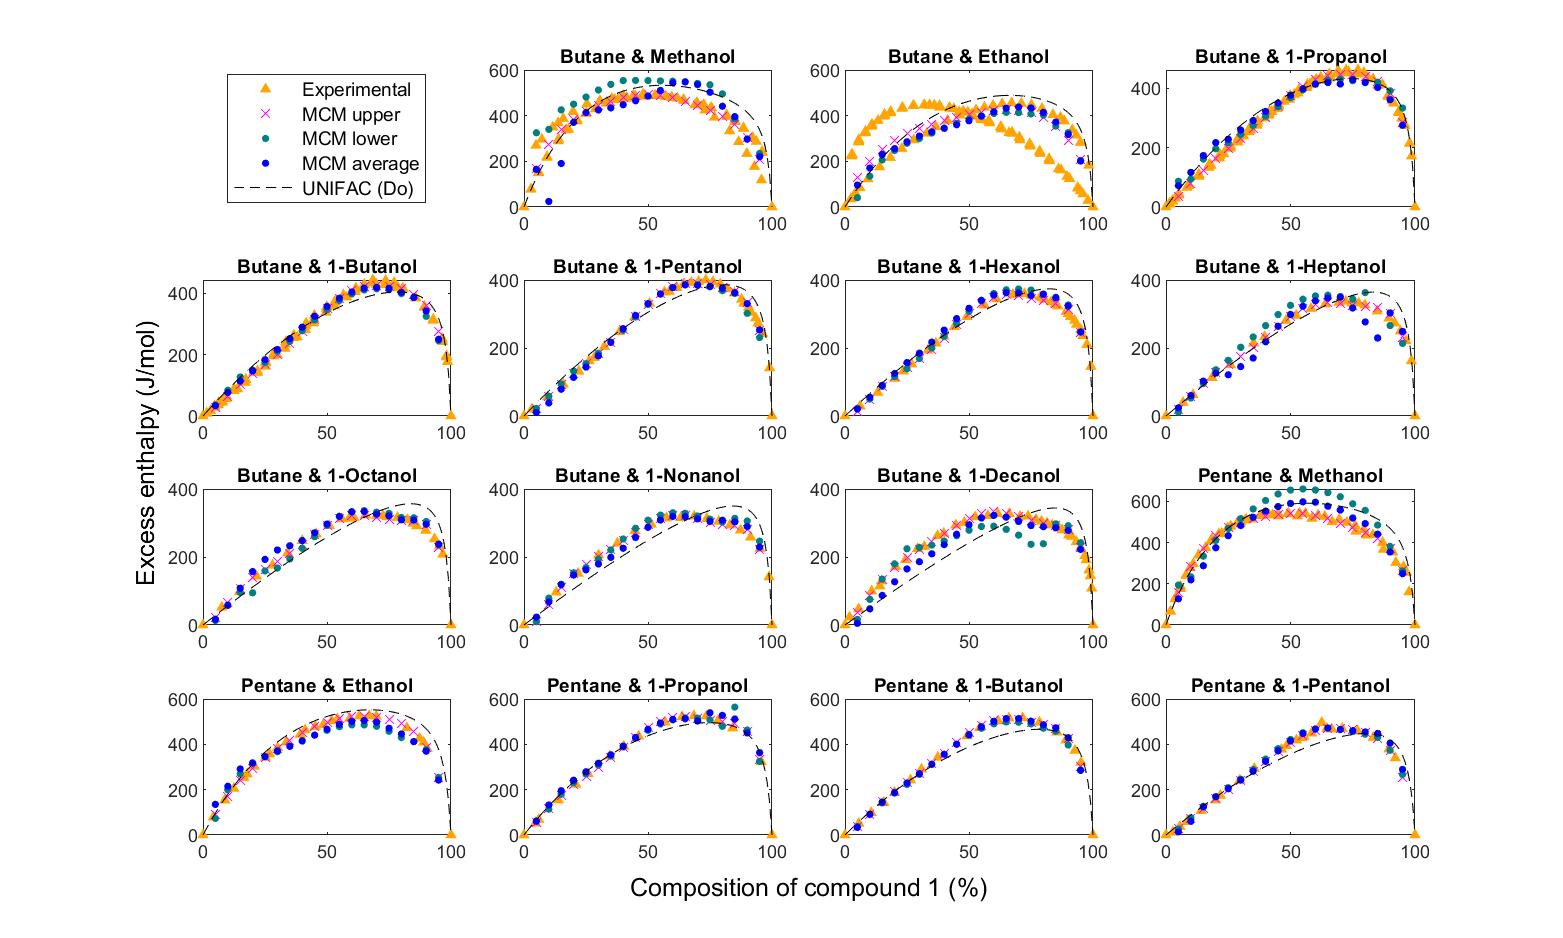 Experimental
MCM upper
MCM lower
MCM average
UNIFAC (Do)
Butane & Methanol
600
400
200
0
0 50 100
Butane & Ethanol
600
400
200
0
0 50 100
Butane & 1-Propanol
400
200
0
0 50 100
Butane & 1-Butanol
400
200
0
0 50 100
Butane & 1-Pentanol
400
200
0
0 50 100
Butane & 1-Hexanol
400
200
0
0 50 100
Butane & 1-Heptanol
400
200
0
0 50 100
Butane & 1-Octanol
400
200
0
0 50 100
Butane & 1-Nonanol
400
200
0
0 50 100
Butane & 1-Decanol
400
200
0
0 50 100
Pentane & Methanol
600
400
200
0
0 50 100
Pentane & Ethanol
600
400
200
0
0 50 100
Pentane & 1-Propanol
600
400
200
0
0 50 100
Pentane & 1-Butanol
600
400
200
0
0 50 100
Pentane & 1-Pentanol
600
400
200
0
0 50 100
Excess enthalpy (J/mol)
Composition of compound 1 (%)